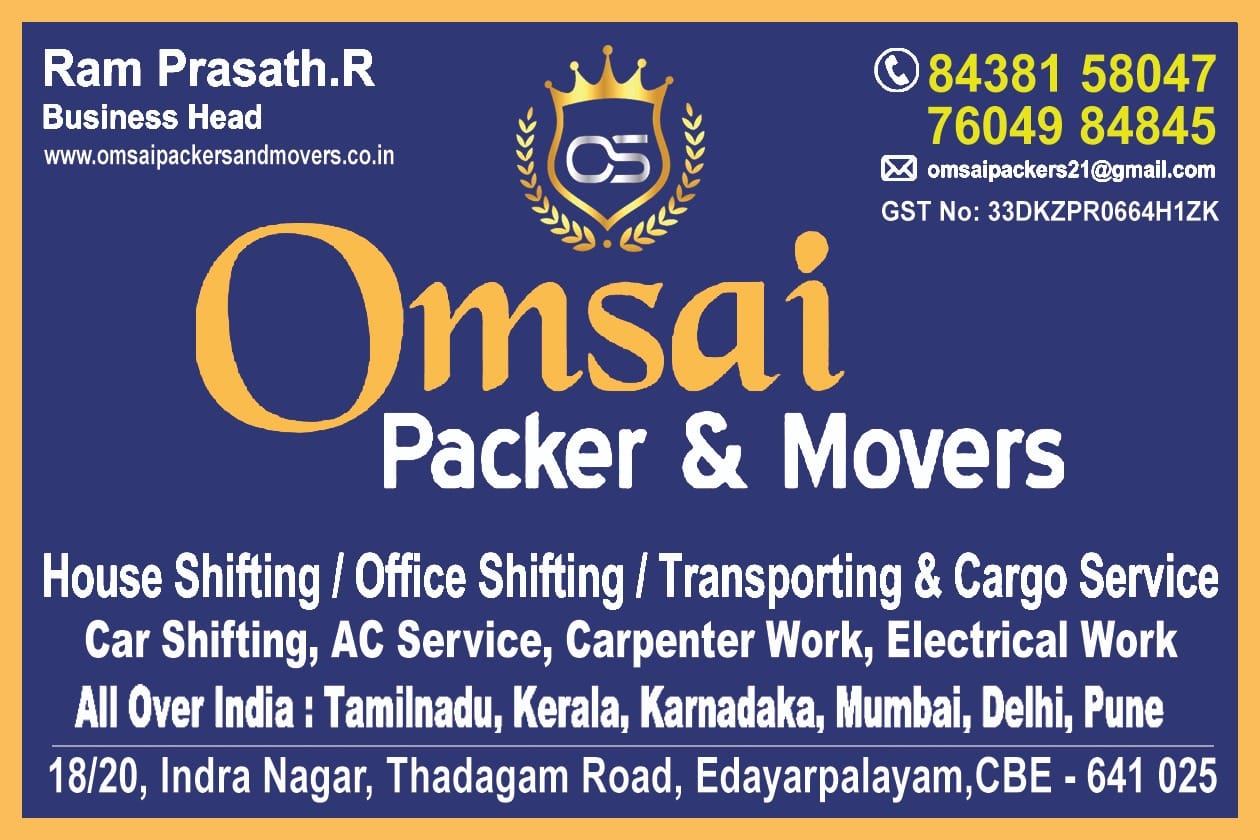 Ram Prasath.R
Business Head
www.omsaipackersandmovers.co.in
84381 58047
76049 84845
omsaipackers21@gmail.com
GST No: 33DKZPR0664H1ZK
OS
Omsai
Packer & Movers
House Shifting / Office Shifting / Transporting & Cargo Service
Car Shifting, AC Service, Carpenter Work, Electrical Work
All Over India : Tamilnadu, Kerala, Karnadaka, Mumbai, Delhi, Pune
18/20, Indra Nagar, Thadagam Road, Edayarpalayam,CBE - 641 025